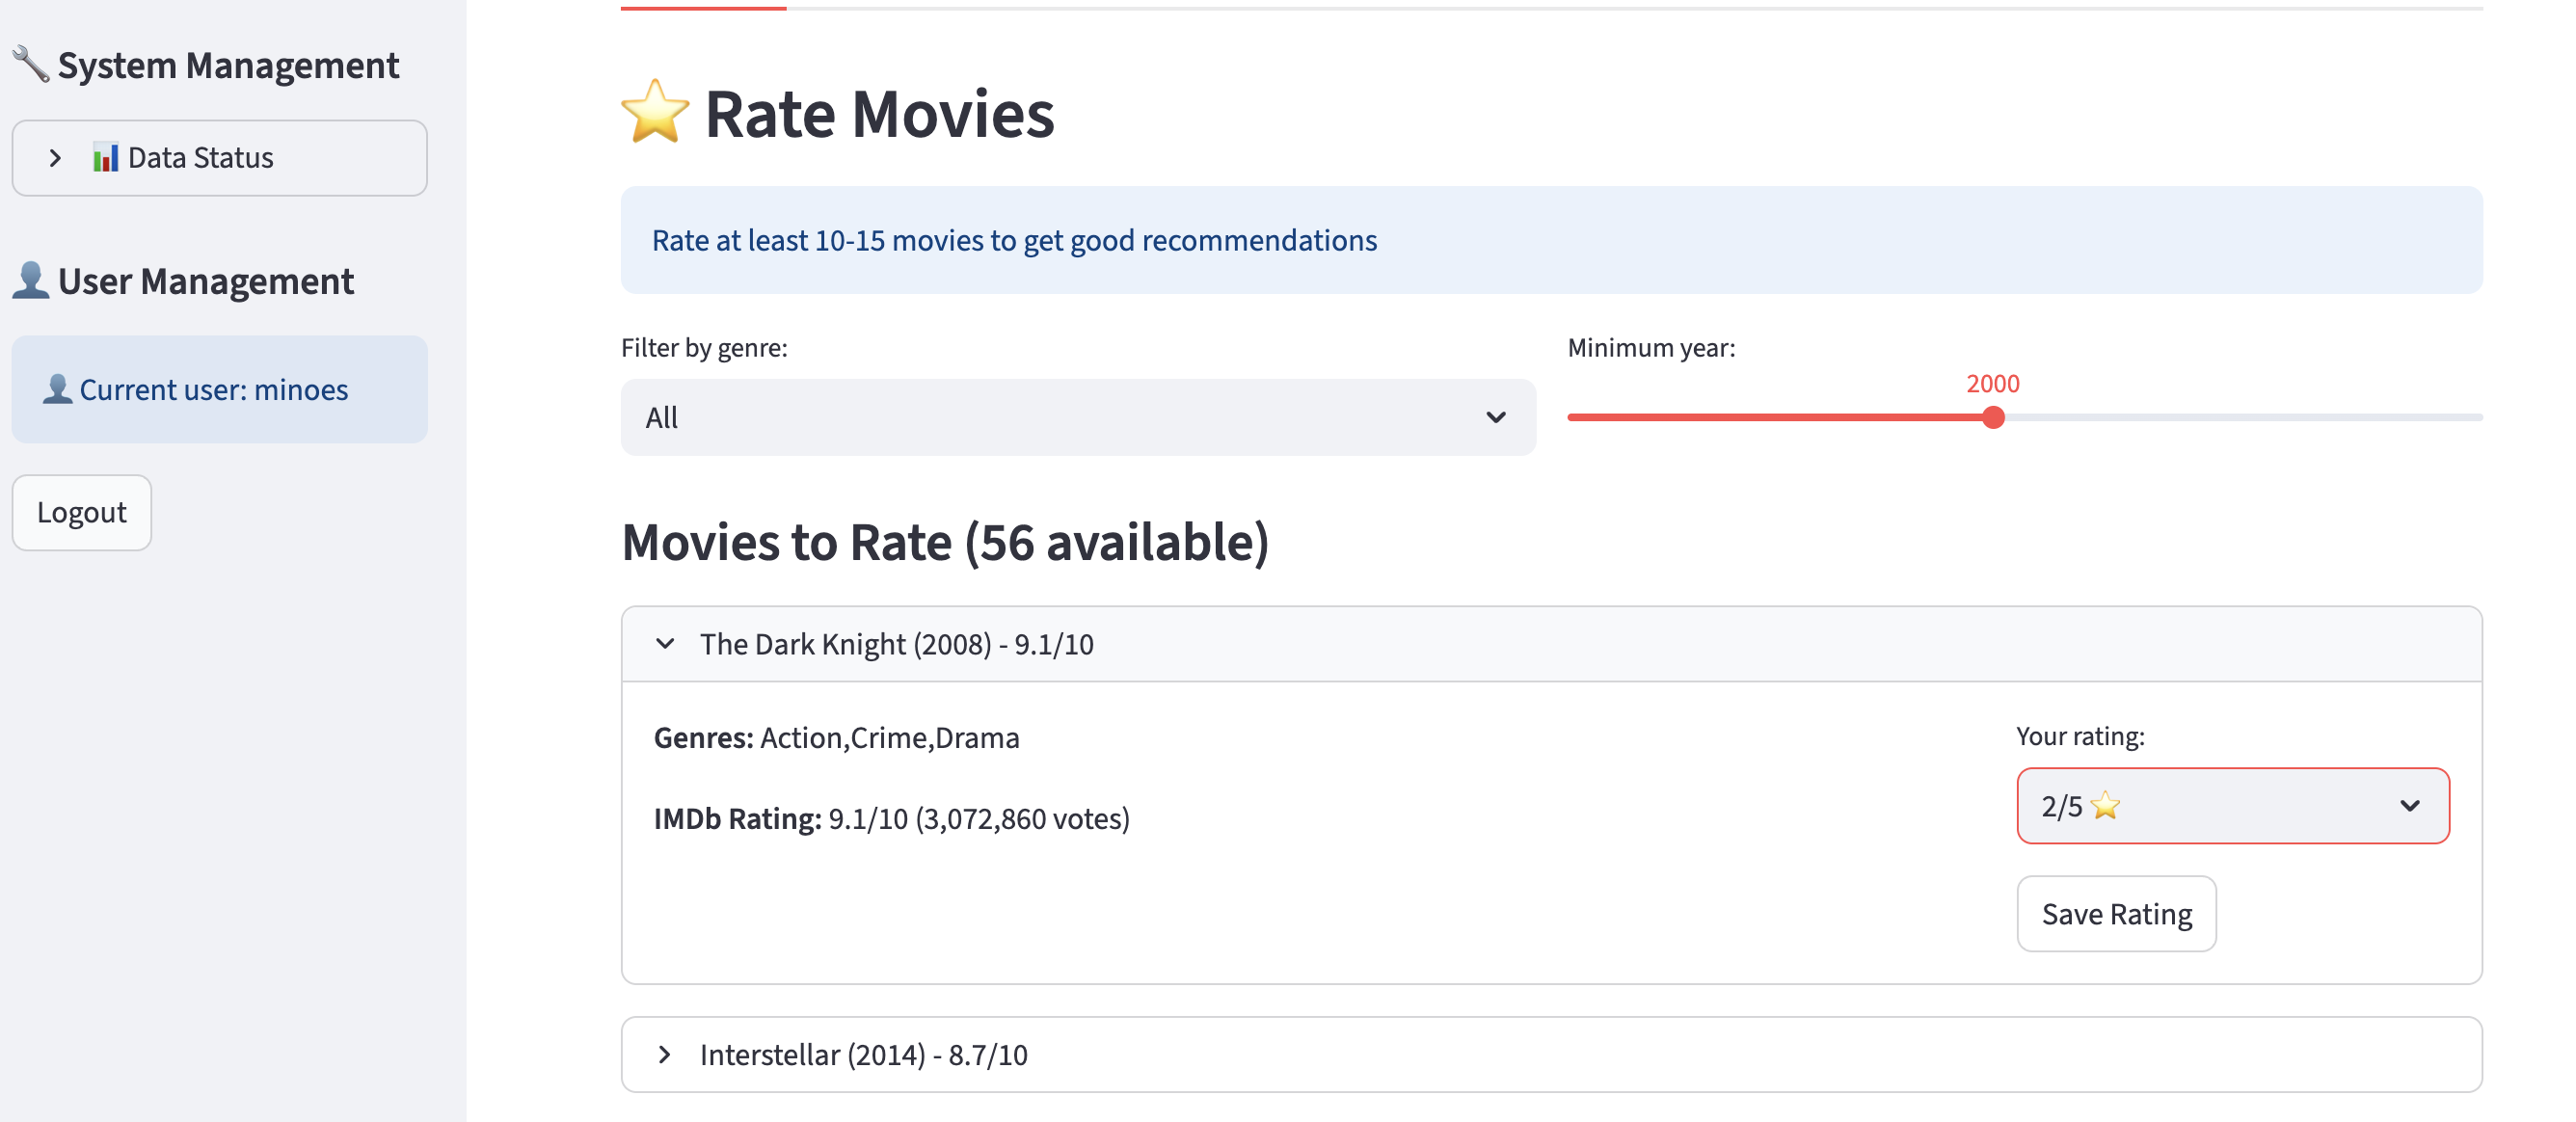 🔧 System Management
📊 Data Status
👤 User Management
👤 Current user: minoes
Logout
⭐ Rate Movies
Rate at least 10-15 movies to get good recommendations
Filter by genre:
All
Minimum year:
2000
Movies to Rate (56 available)
The Dark Knight (2008) - 9.1/10
Genres: Action,Crime,Drama
IMDb Rating: 9.1/10 (3,072,860 votes)
Your rating:
2/5 ⭐
Save Rating
Interstellar (2014) - 8.7/10